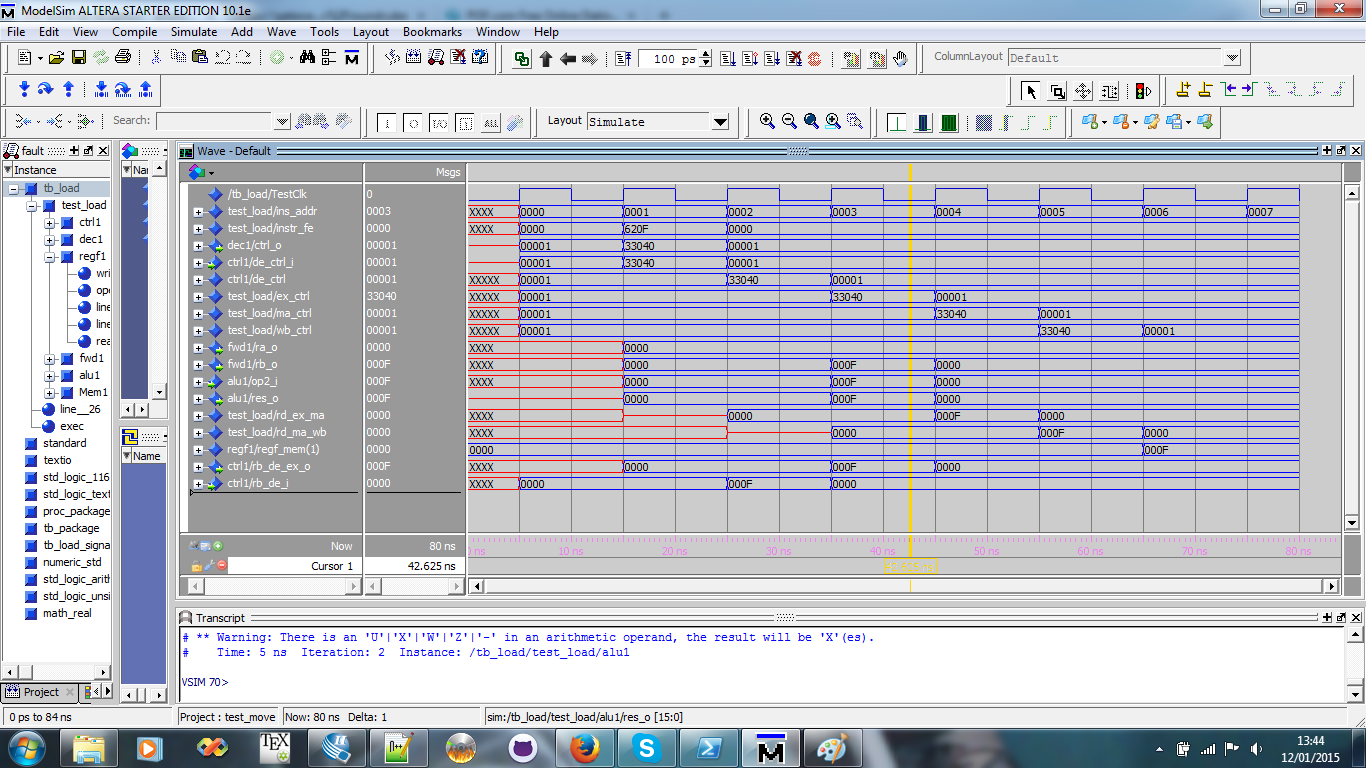 ModelSim ALTERA STARTER EDITION 10.1e
File Edit View Compile Simulate Add Wave Tools Layout Bookmarks Window Help
100 ps
ColumnLayout Default
Search:
Layout Simulate
fault
Instance
tb_load
test_load
ctrl1
dec1
regf1
wri
ope
line
line
rea
fwd1
alu1
Mem1
line__26
exec
standard
textio
std_logic_116
std_logic_text
proc_package
tb_package
tb_load_signa
numeric_std
std_logic_arith
std_logic_unsi
math_real
Project
Na
Name
Wave - Default
Msgs
/tb_load/TestClk 0
test_load/ins_addr 0003 XXXX 0000 0001 0002 0003 0004 0005 0006 0007
test_load/instr_fe 0000 XXXX 0000 620F 0000
dec1/ctrl_o 00001 00001 33040 00001
ctrl1/de_ctrl_i 00001 00001 33040 00001
ctrl1/de_ctrl 00001 XXXXX 00001 33040 00001
test_load/ex_ctrl 33040 XXXXX 00001 33040 00001
test_load/ma_ctrl 00001 XXXXX 00001 33040 00001
test_load/wb_ctrl 00001 XXXXX 00001 33040 00001
fwd1/ra_o 0000 XXXX 0000
fwd1/rb_o 000F XXXX 0000 000F 0000
alu1/op2_i 000F XXXX 0000 000F 0000
alu1/res_o 000F 0000 000F 0000
test_load/rd_ex_ma 0000 XXXX 0000 000F 0000
test_load/rd_ma_wb 0000 XXXX 0000 000F 0000
regf1/regf_mem(1) 0000 0000 000F
ctrl1/rb_de_ex_o 000F XXXX 0000 000F 0000
ctrl1/rb_de_i 0000 XXXX 0000 000F 0000
Now 80 ns ns 10 ns 20 ns 30 ns 40 ns 50 ns 60 ns 70 ns 80 ns
Cursor 1 42.625 ns
Transcript
# ** Warning: There is an 'U'|'X'|'W'|'Z'|'-' in an arithmetic operand, the result will be 'X'(es).
# Time: 5 ns Iteration: 2 Instance: /tb_load/test_load/alu1
VSIM 70>
0 ps to 84 ns
Project : test_move
Now: 80 ns Delta: 1
sim:/tb_load/test_load/alu1/res_o [15:0]
13:44
12/01/2015